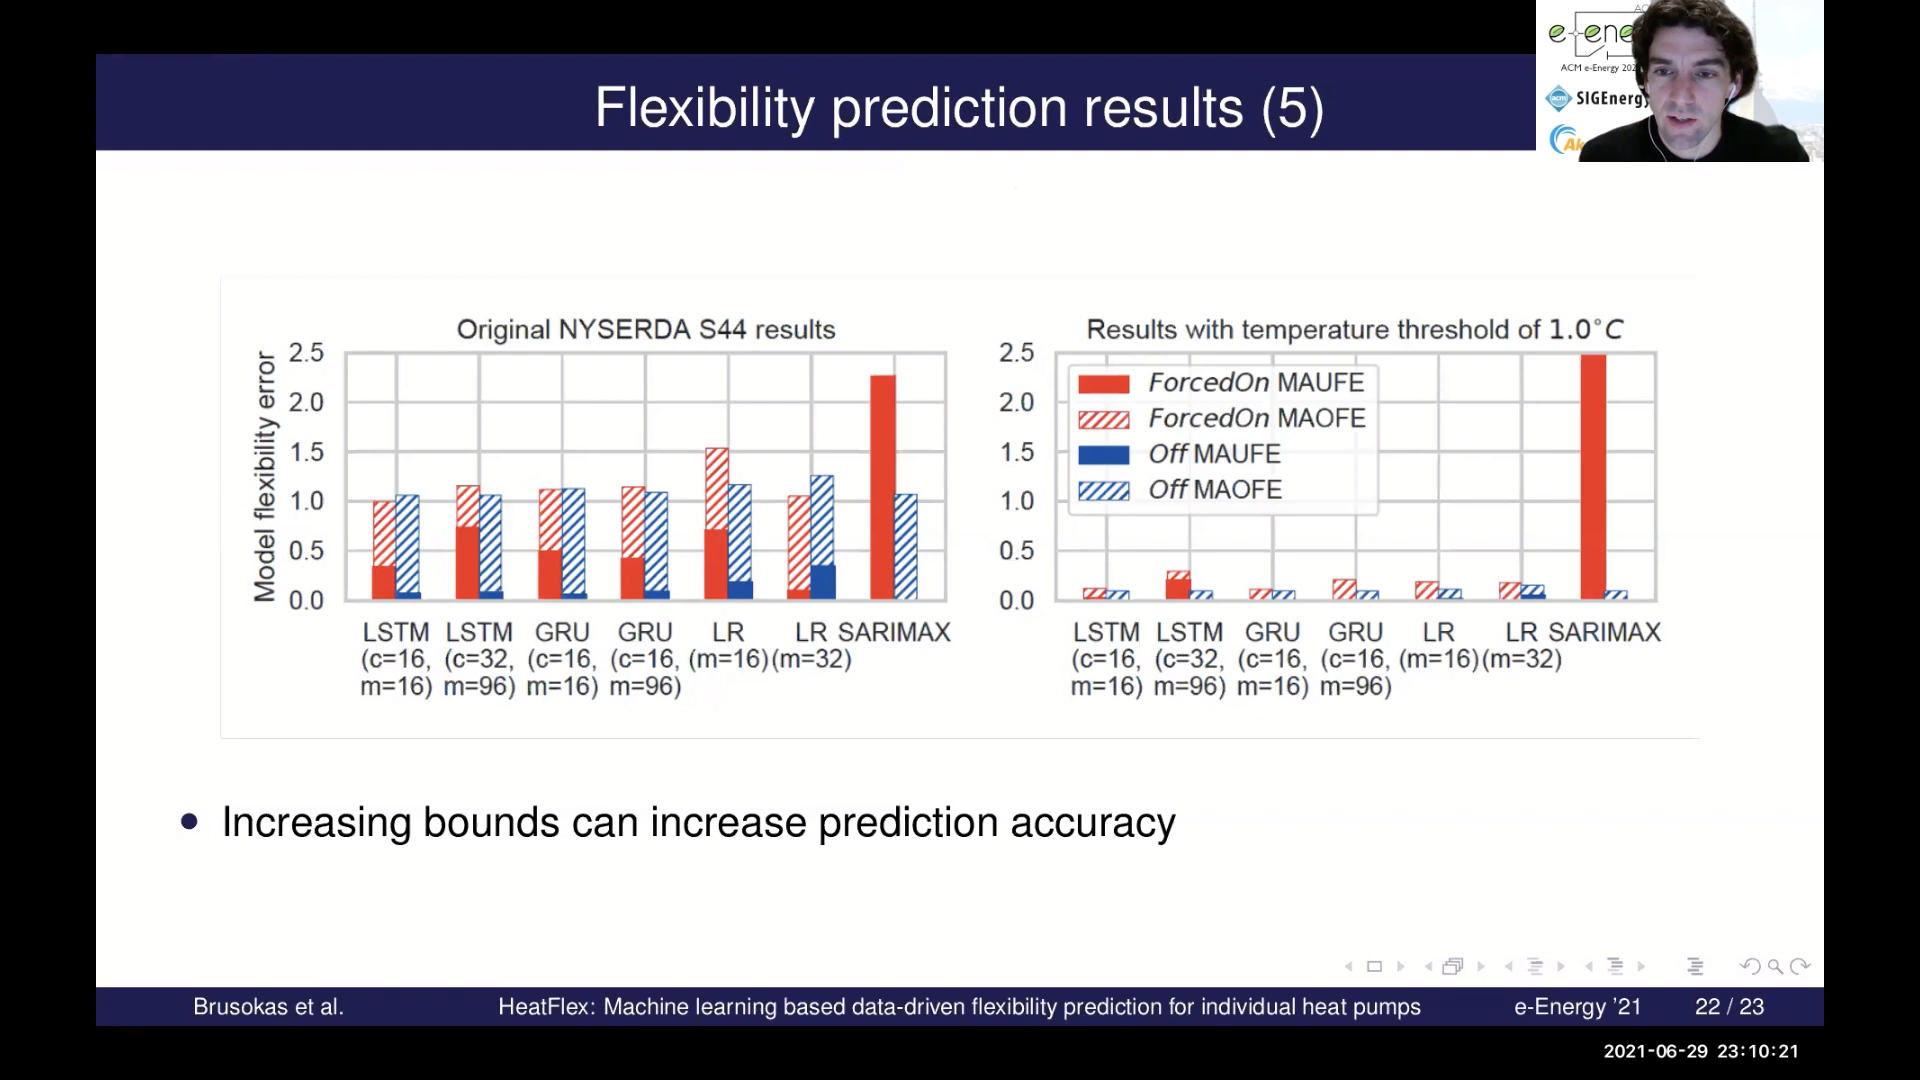 Flexibility prediction results (5)
ACM e-Energy 202
SIGEnergy
Original NYSERDA S44 results
Model flexibility error
2.5
2.0
1.5
1.0
0.5
0.0
LSTM LSTM GRU GRU LR LR SARIMAX
(c=16, (c=32, (c=16, (c=16, (m=16) (m=32)
m=16) m=96) m=16) m=96)
Results with temperature threshold of 1.0°C
2.5
2.0
1.5
1.0
0.5
0.0
ForcedOn MAUFE
ForcedOn MAOFE
Off MAUFE
Off MAOFE
LSTM LSTM GRU GRU LR LR SARIMAX
(c=16, (c=32, (c=16, (c=16, (m=16) (m=32)
m=16) m=96) m=16) m=96)
• Increasing bounds can increase prediction accuracy
Brusokas et al. HeatFlex: Machine learning based data-driven flexibility prediction for individual heat pumps e-Energy '21 22 / 23
2021-06-29 23:10:21